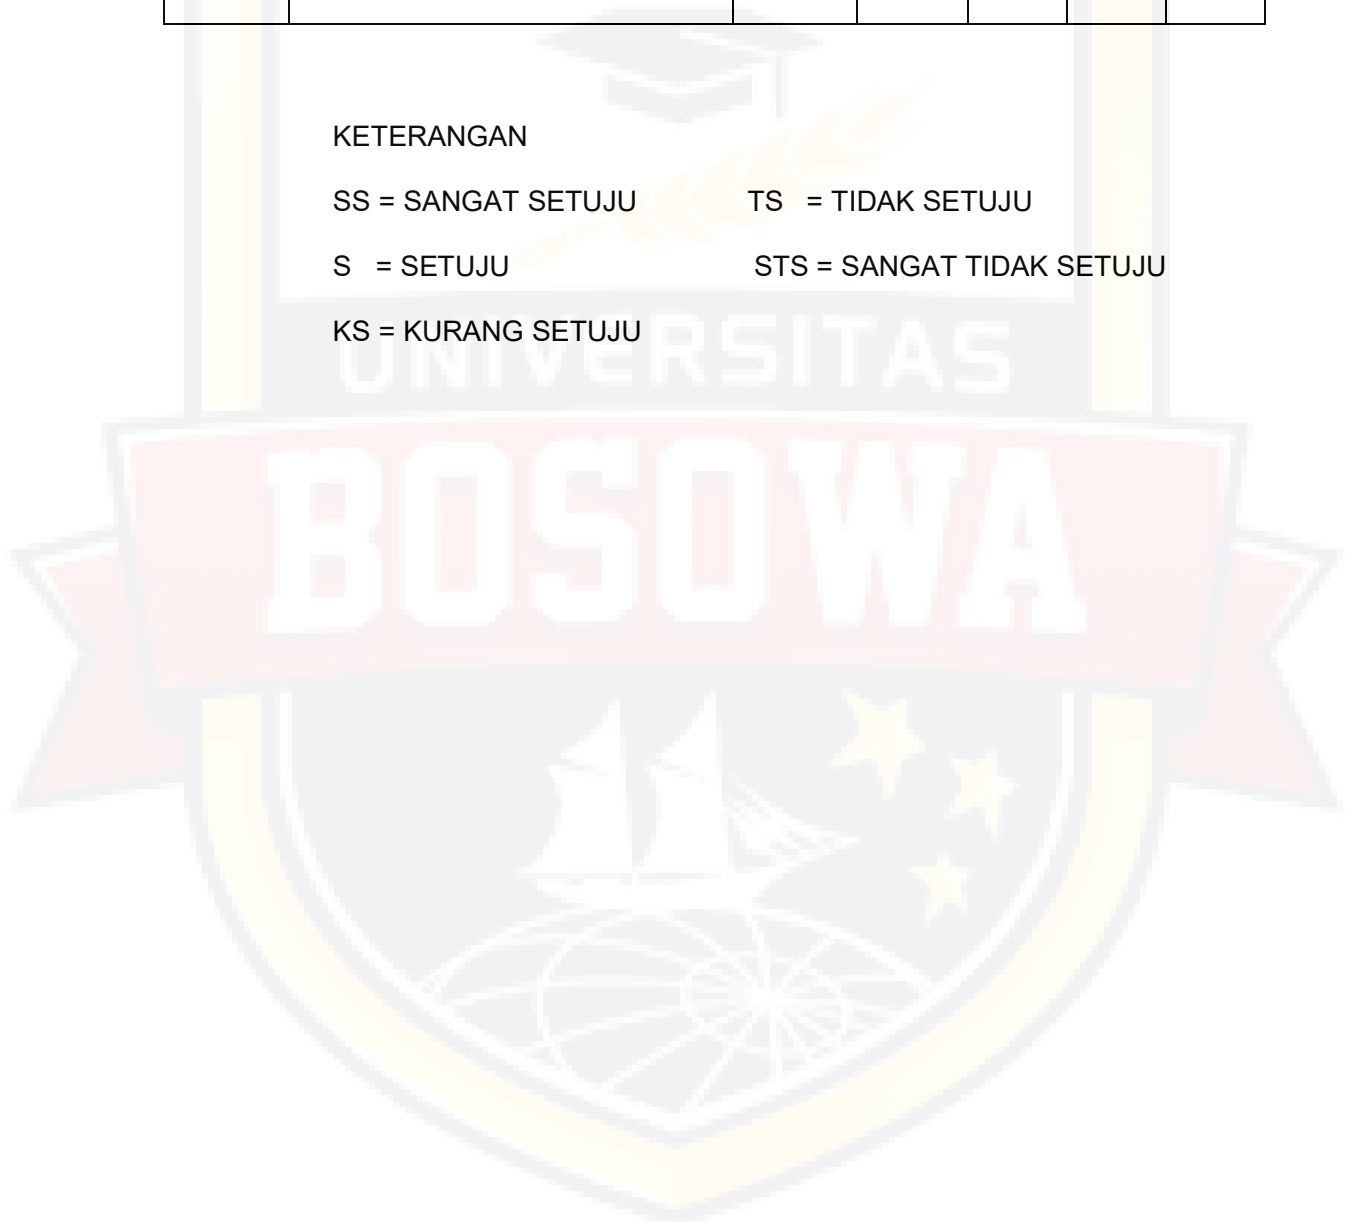 KETERANGAN
SS = SANGAT SETUJU TS = TIDAK SETUJU
S = SETUJU STS = SANGAT TIDAK SETUJU
KS = KURANG SETUJU
UNIVERSITAS
BOSOWA